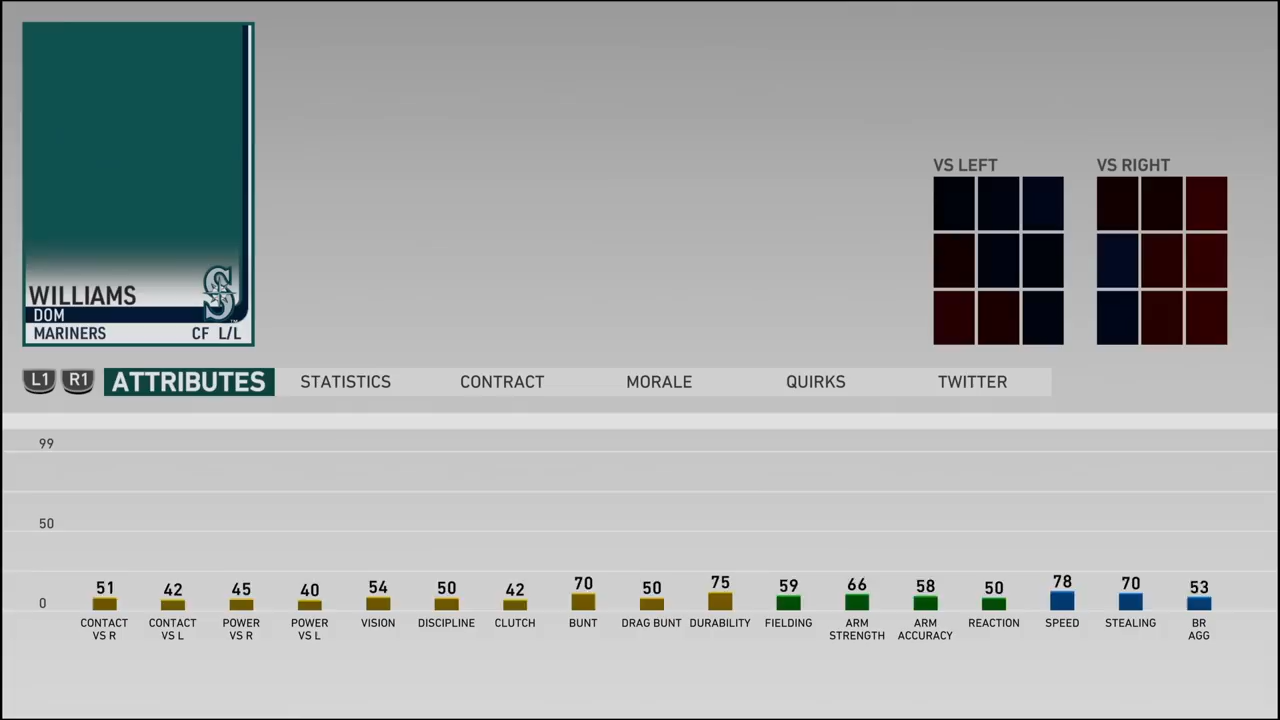 VS LEFT VS RIGHT
WILLIAMS
DOM
MARINERS CF L/L
L1 R1 ATTRIBUTES STATISTICS CONTRACT MORALE QUIRKS TWITTER
99
50
0
51 42 45 40 54 50 42 70 50 75 59 66 58 50 78 70 53
CONTACT VS R
CONTACT VS L
POWER VS R
POWER VS L
VISION
DISCIPLINE
CLUTCH
BUNT
DRAG BUNT
DURABILITY
FIELDING
ARM STRENGTH
ARM ACCURACY
REACTION
SPEED
STEALING
BR AGG